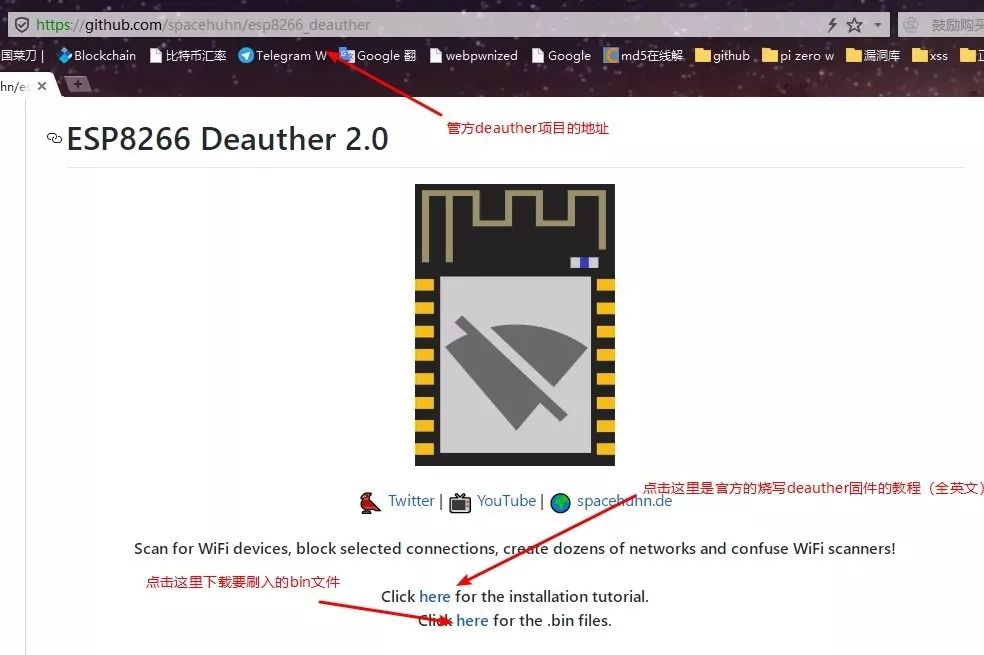 https://github.com/spacehuhn/esp8266_deauther
鼓励购买
国菜刀 | Blockchain 比特币汇率 Telegram W Google 翻 webpwnized Google md5在线解 github pi zero w 漏洞库 xss
hn/es
管方deauther项目的地址
ESP8266 Deauther 2.0
点击这里是官方的烧写deauther固件的教程（全英文）
Twitter | YouTube | spacehuhn.de
Scan for WiFi devices, block selected connections, create dozens of networks and confuse WiFi scanners!
点击这里下载要刷入的bin文件
Click here for the installation tutorial.
Click here for the .bin files.